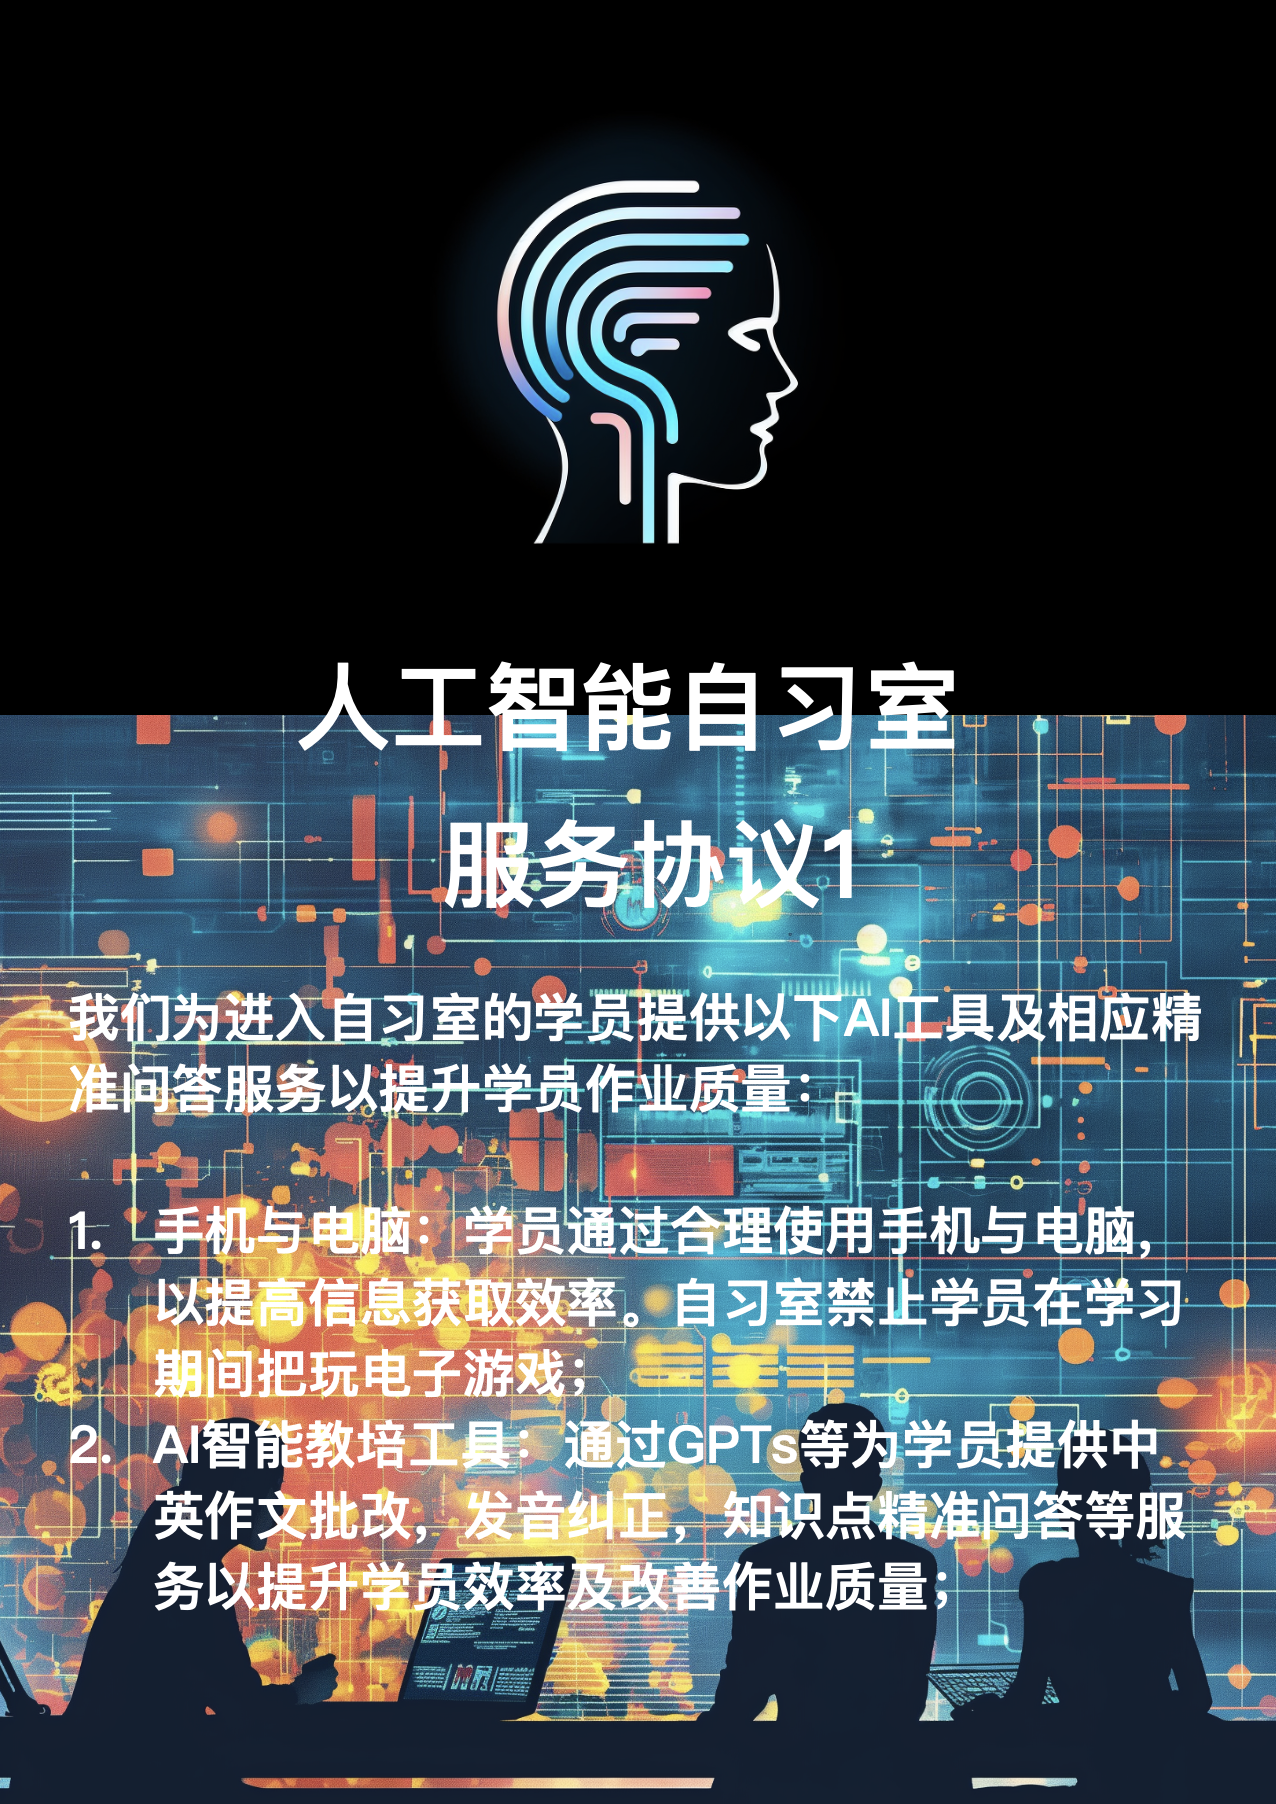 人工智能自习室
服务协议1
我们为进入自习室的学员提供以下AI工具及相应精
准问答服务以提升学员作业质量：
1. 手机与电脑：学员通过合理使用手机与电脑，
以提高信息获取效率。自习室禁止学员在学习
期间把玩电子游戏；
2. AI智能教培工具：通过GPTs等为学员提供中
英作文批改，发音纠正，知识点精准问答等服
务以提升学员效率及改善作业质量；